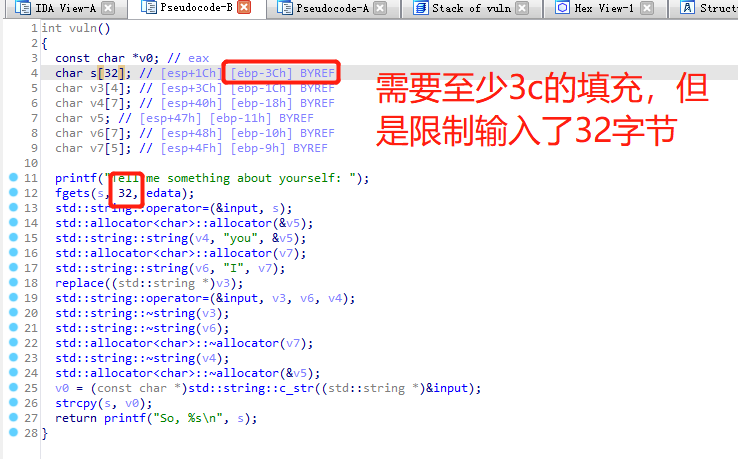 IDA View-A Pseudocode-B Pseudocode-A Stack of vuln Hex View-1 Struct
1 int vuln()
2 {
3 const char *v0; // eax
4 char s[32]; // [esp+1Ch] [ebp-3Ch] BYREF
5 char v3[4]; // [esp+3Ch] [ebp-1Ch] BYREF
6 char v4[7]; // [esp+40h] [ebp-18h] BYREF
7 char v5; // [esp+47h] [ebp-11h] BYREF
8 char v6[7]; // [esp+48h] [ebp-10h] BYREF
9 char v7[5]; // [esp+4Fh] [ebp-9h] BYREF
10
11 printf("Tell me something about yourself: ");
12 fgets(s, 32, edata);
13 std::string::operator=(&input, s);
14 std::allocator<char>::allocator(&v5);
15 std::string::string(v4, "you", &v5);
16 std::allocator<char>::allocator(v7);
17 std::string::string(v6, "I", v7);
18 replace((std::string *)v3);
19 std::string::operator=(&input, v3, v6, v4);
20 std::string::~string(v3);
21 std::string::~string(v6);
22 std::allocator<char>::~allocator(v7);
23 std::string::~string(v4);
24 std::allocator<char>::~allocator(&v5);
25 v0 = (const char *)std::string::c_str((std::string *)&input);
26 strcpy(s, v0);
27 return printf("So, %s\n", s);
28 }
需要至少3c的填充，但
是限制输入了32字节